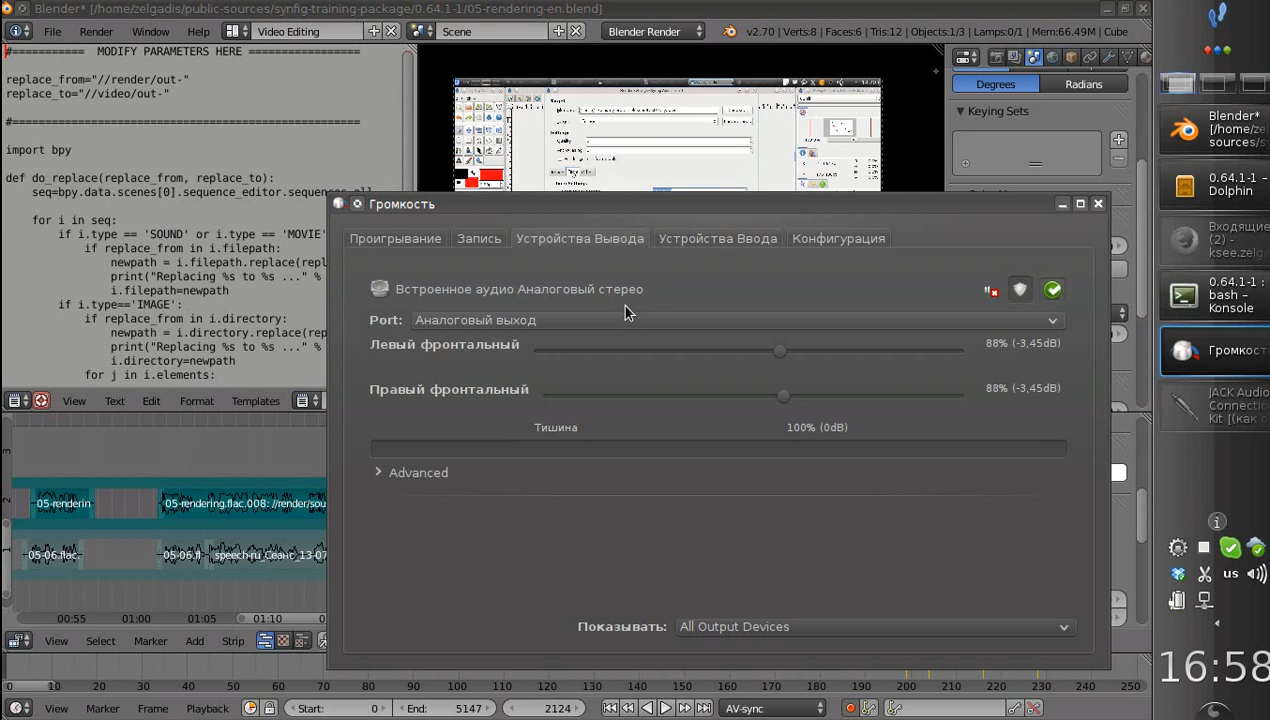 Blender* [/home/zelgadis/public-sources/synfig-training-package/0.64.1-1/05-rendering-en.blend]
File Render Window Help Video Editing Scene Blender Render v2.70 | Verts:8 | Faces:6 | Tris:12 | Objects:1/3 | Lamps:0/1 | Mem:66.49M | Cube
#=========== MODIFY PARAMETERS HERE ================
replace_from="//render/out-"
replace_to="//video/out-"
import bpy
def do_replace(replace_from, replace_to):
seq=bpy.data.scenes[0].sequence_editor.sequences_all
for i in seq:
if i.type == 'SOUND' or i.type == 'MOVIE'
if replace_from in i.filepath:
newpath = i.filepath.replace(rep
print("Replacing %s to %s ..." %
i.filepath=newpath
if i.type=='IMAGE':
if replace_from in i.directory:
newpath = i.directory.replace(re
print("Replacing %s to %s ..." %
i.directory=newpath
for j in i.elements:
View Text Edit Format Templates
Degrees Radians
Keying Sets
Громкость
Проигрывание Запись Устройства Вывода Устройства Ввода Конфигурация
Встроенное аудио Аналоговый стерео
Port: Аналоговый выход
Левый фронтальный 88% (-3,45dB)
Правый фронтальный 88% (-3,45dB)
Тишина 100% (0dB)
Advanced
Показывать: All Output Devices
3
2
1
05-renderin 05-rendering.flac.008: //render/sou
05-06.flac. 05-06.fl speech-ru_Сеанс_13-07
00:55 01:00 01:05 01:10
View Select Marker Add Strip
0 10 20 30 40 50 60 70 80 90 100 110 120 130 140 150 160 170 180 190 200 210 220 230 240 250
View Marker Frame Playback Start: 0 End: 5147 2124 AV-sync
Blender*
[/home/ze
sources/s
0.64.1-1 –
Dolphin
Входящие
(2) -
ksee.zelga
0.64.1-1 :
bash –
Konsole
Громкость
JACK Audio
Connection
Kit [(как с
us
16:58